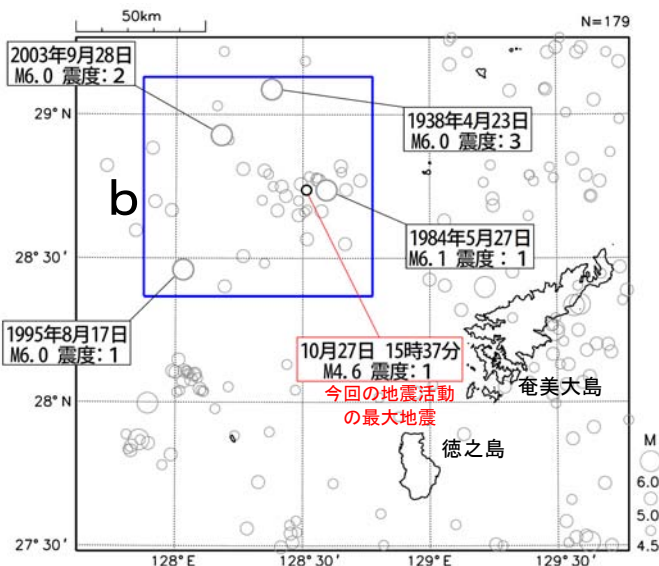 50km
N=179
2003年9月28日
M6.0 震度:2
29°N
1938年4月23日
M6.0 震度:3
b
1984年5月27日
M6.1 震度:1
28°30′
1995年8月17日
M6.0 震度:1
10月27日 15時37分
M4.6 震度:1
今回の地震活動
の最大地震
奄美大島
28°N
徳之島
M
6.0
5.0
4.5
27°30′
128°E
128°30′
129°E
129°30′